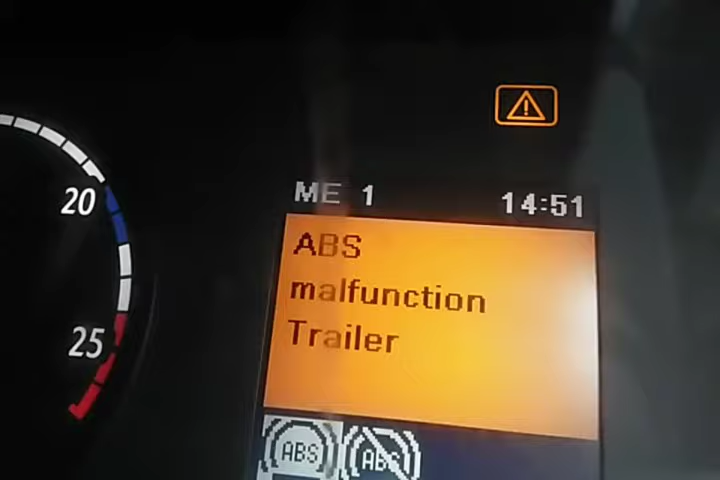 20
25
ME 1 14:51
ABS
malfunction
Trailer
ABS ABS